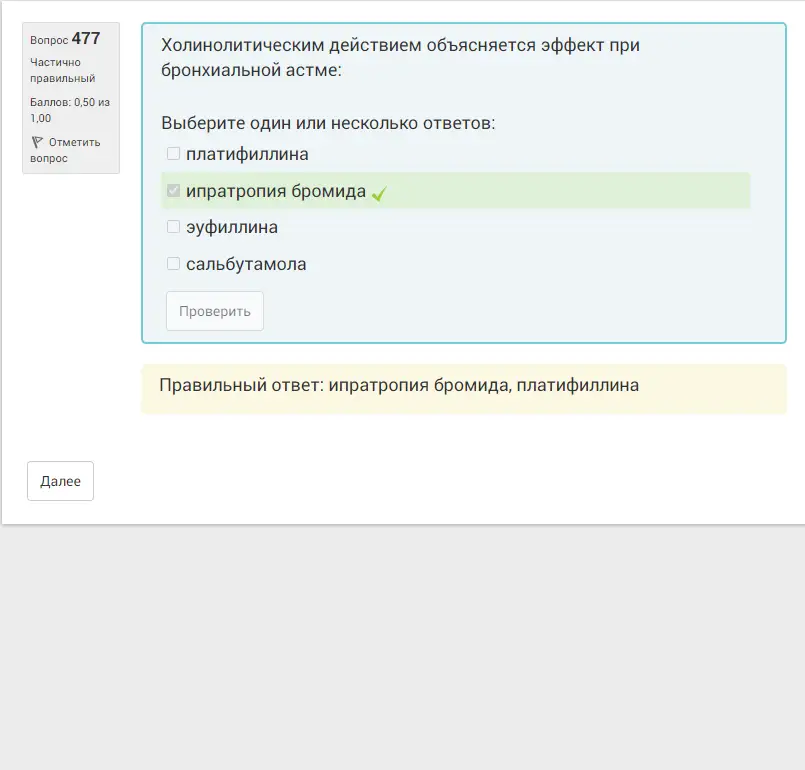 Вопрос 477
Частично
правильный
Баллов: 0,50 из
1,00
Отметить
вопрос
Холинолитическим действием объясняется эффект при
бронхиальной астме:
Выберите один или несколько ответов:
платифиллина
ипратропия бромида
эуфиллина
сальбутамола
Проверить
Правильный ответ: ипратропия бромида, платифиллина
Далее